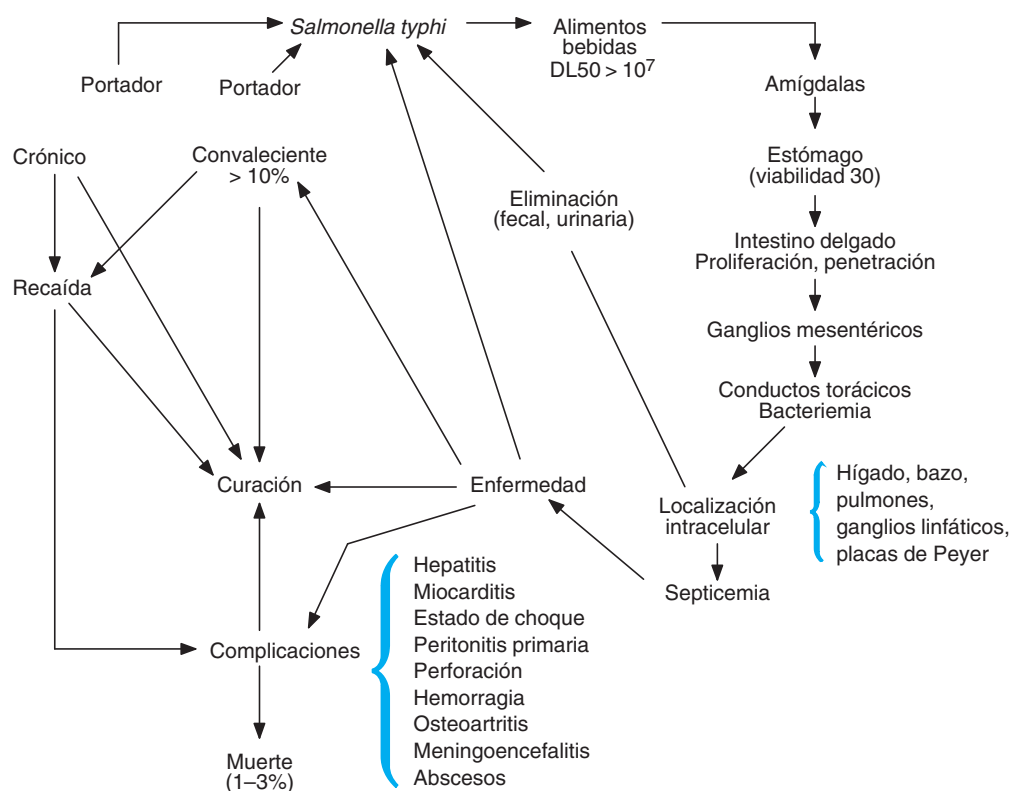 Salmonella typhi
Alimentos
bebidas
DL50 > 10⁷
Portador
Portador
Amígdalas
Crónico
Convaleciente
> 10%
Estómago
(viabilidad 30)
Eliminación
(fecal, urinaria)
Intestino delgado
Proliferación, penetración
Recaída
Ganglios mesentéricos
Conductos torácicos
Bacteriemia
Curación
Enfermedad
Localización
intracelular
Hígado, bazo,
pulmones,
ganglios linfáticos,
placas de Peyer
Septicemia
Complicaciones
Hepatitis
Miocarditis
Estado de choque
Peritonitis primaria
Perforación
Hemorragia
Osteoartritis
Meningoencefalitis
Abscesos
Muerte
(1–3%)